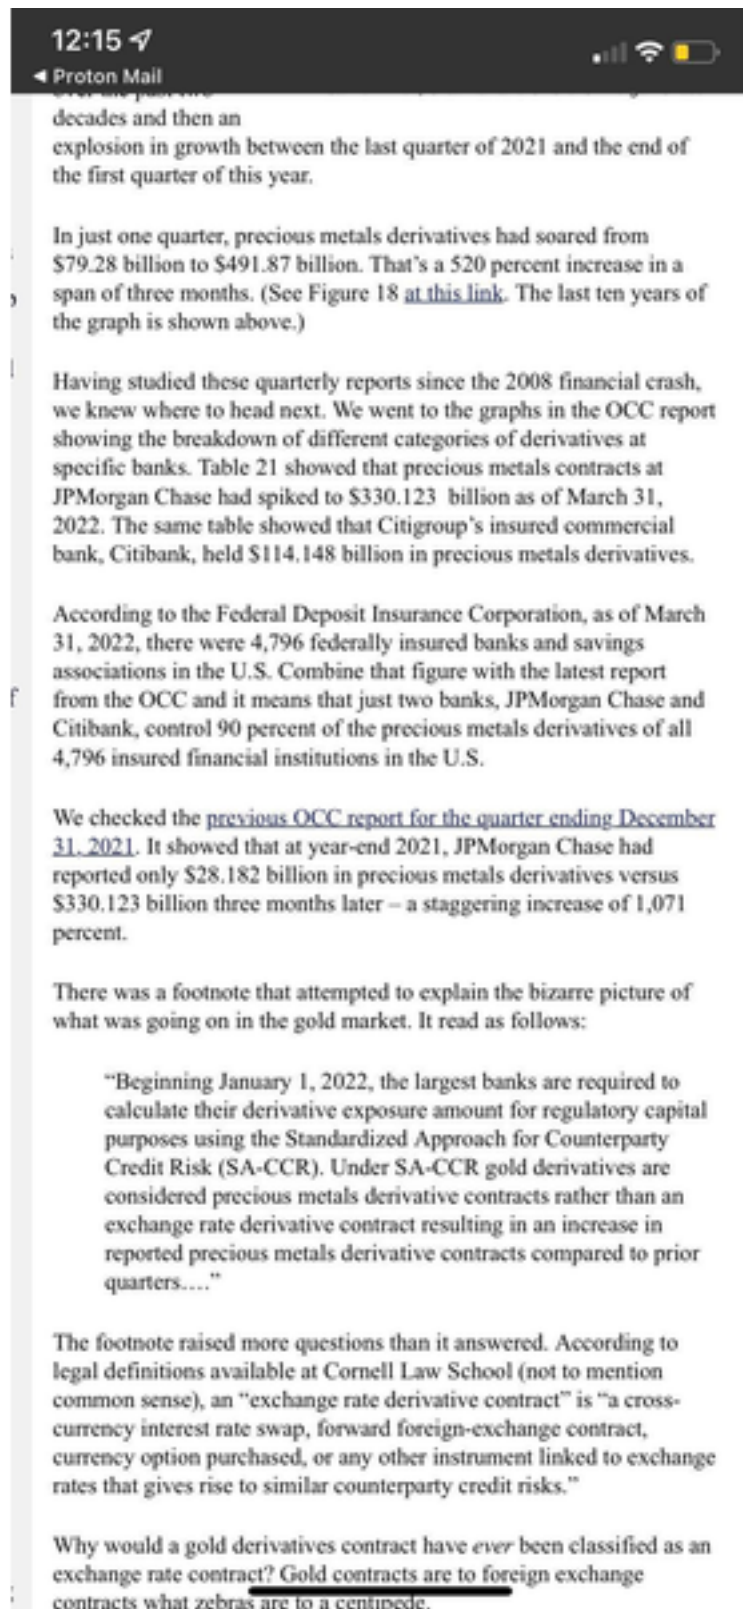 12:15
Proton Mail
decades and then an
explosion in growth between the last quarter of 2021 and the end of
the first quarter of this year.
In just one quarter, precious metals derivatives had soared from
$79.28 billion to $491.87 billion. That's a 520 percent increase in a
span of three months. (See Figure 18 at this link. The last ten years of
the graph is shown above.)
Having studied these quarterly reports since the 2008 financial crash,
we knew where to head next. We went to the graphs in the OCC report
showing the breakdown of different categories of derivatives at
specific banks. Table 21 showed that precious metals contracts at
JPMorgan Chase had spiked to $330.123 billion as of March 31,
2022. The same table showed that Citigroup's insured commercial
bank, Citibank, held $114.148 billion in precious metals derivatives.
According to the Federal Deposit Insurance Corporation, as of March
31, 2022, there were 4,796 federally insured banks and savings
associations in the U.S. Combine that figure with the latest report
from the OCC and it means that just two banks, JPMorgan Chase and
Citibank, control 90 percent of the precious metals derivatives of all
4,796 insured financial institutions in the U.S.
We checked the previous OCC report for the quarter ending December
31, 2021. It showed that at year-end 2021, JPMorgan Chase had
reported only $28.182 billion in precious metals derivatives versus
$330.123 billion three months later – a staggering increase of 1,071
percent.
There was a footnote that attempted to explain the bizarre picture of
what was going on in the gold market. It read as follows:
“Beginning January 1, 2022, the largest banks are required to
calculate their derivative exposure amount for regulatory capital
purposes using the Standardized Approach for Counterparty
Credit Risk (SA-CCR). Under SA-CCR gold derivatives are
considered precious metals derivative contracts rather than an
exchange rate derivative contract resulting in an increase in
reported precious metals derivative contracts compared to prior
quarters….”
The footnote raised more questions than it answered. According to
legal definitions available at Cornell Law School (not to mention
common sense), an “exchange rate derivative contract” is “a cross-
currency interest rate swap, forward foreign-exchange contract,
currency option purchased, or any other instrument linked to exchange
rates that gives rise to similar counterparty credit risks.”
Why would a gold derivatives contract have ever been classified as an
exchange rate contract? Gold contracts are to foreign exchange
contracts what zebras are to a centipede.